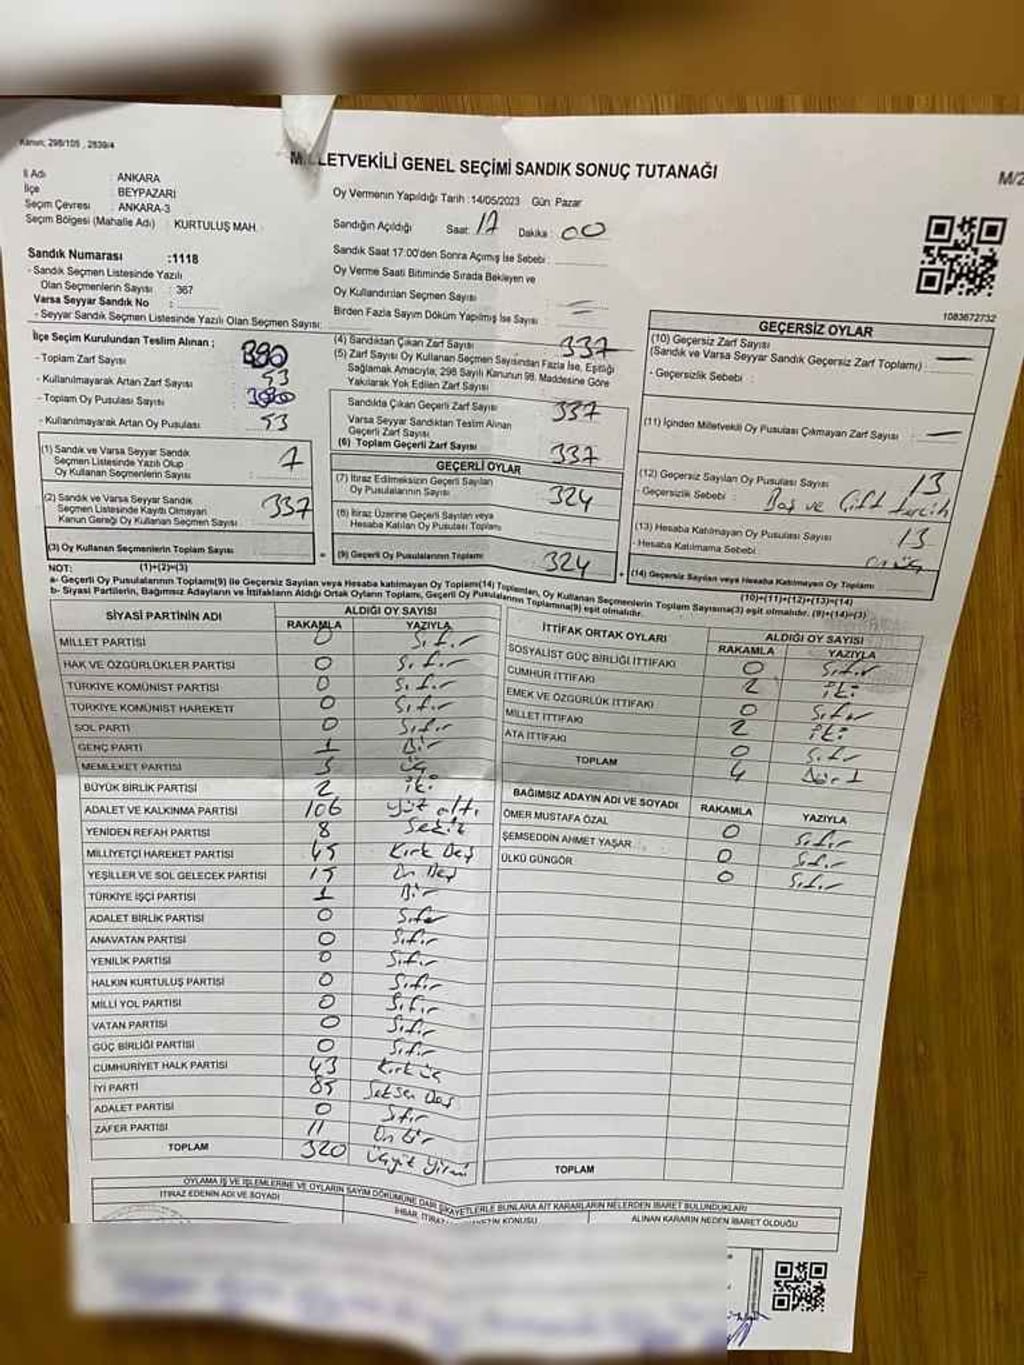 Kanun; 298/105 , 2839/4
MİLLETVEKİLİ GENEL SEÇİMİ SANDIK SONUÇ TUTANAĞI
M/2
İl Adı : ANKARA
İlçe : BEYPAZARI
Seçim Çevresi : ANKARA-3
Seçim Bölgesi (Mahalle Adı) : KURTULUŞ MAH.
Oy Vermenin Yapıldığı Tarih :14/05/2023 Gün: Pazar
Sandığın Açıldığı Saat: 17 Dakika : 00
Sandık Saat 17:00'den Sonra Açımış İse Sebebi :
Oy Verme Saati Bitiminde Sırada Bekleyen ve
Oy Kullandırılan Seçmen Sayısı :
Birden Fazla Sayım Döküm Yapılmış İse Sayısı :
Sandık Numarası :1118
- Sandık Seçmen Listesinde Yazılı
Olan Seçmenlerin Sayısı : 367
Varsa Seyyar Sandık No :
- Seyyar Sandık Seçmen Listesinde Yazılı Olan Seçmen Sayısı:
1083672732
İlçe Seçim Kurulundan Teslim Alınan ;
- Toplam Zarf Sayısı : 390
- Kullanılmayarak Artan Zarf Sayısı : 53
- Toplam Oy Pusulası Sayısı :
- Kullanılmayarak Artan Oy Pusulası : 53
(1) Sandık ve Varsa Seyyar Sandık
Seçmen Listesinde Yazılı Olup
Oy Kullanan Seçmenlerin Sayısı : 7
(2) Sandık ve Varsa Seyyar Sandık
Seçmen Listesinde Kayıtlı Olmayan
Kanun Gereği Oy Kullanan Seçmen Sayısı : 337
(3) Oy Kullanan Seçmenlerin Toplam Sayısı :
(1)+(2)=(3)
(4) Sandıktan Çıkan Zarf Sayısı : 337
(5) Zarf Sayısı Oy Kullanan Seçmen Sayısından Fazla İse, Eşitliği
Sağlamak Amacıyla, 298 Sayılı Kanunun 98. Maddesine Göre
Yakılarak Yok Edilen Zarf Sayısı :
Sandıkta Çıkan Geçerli Zarf Sayısı : 337
Varsa Seyyar Sandıktan Teslim Alınan
Geçerli Zarf Sayısı :
(6) Toplam Geçerli Zarf Sayısı : 337
GEÇERLİ OYLAR
(7) İtiraz Edilmeksizin Geçerli Sayılan
Oy Pusulalarının Sayısı : 324
(8) İtiraz Üzerine Geçerli Sayılan veya
Hesaba Katılan Oy Pusulası Toplamı :
(9) Geçerli Oy Pusulalarının Toplamı : 324
GEÇERSİZ OYLAR
(10) Geçersiz Zarf Sayısı
(Sandık ve Varsa Seyyar Sandık Geçersiz Zarf Toplamı) :
- Geçersizlik Sebebi :
(11) İçinden Milletvekili Oy Pusulası Çıkmayan Zarf Sayısı :
(12) Geçersiz Sayılan Oy Pusulası Sayısı : 13
- Geçersizlik Sebebi : Boş ve Çift tercih
(13) Hesaba Katılmayan Oy Pusulası Sayısı : 13
- Hesaba Katılmama Sebebi :
(14) Geçersiz Sayılan veya Hesaba Katılmayan Oy Toplamı :
(10)+(11)+(12)+(13)=(14)
NOT:
a- Geçerli Oy Pusulalarının Toplamı(9) ile Geçersiz Sayılan veya Hesaba katılmayan Oy Toplamı(14) Toplamları, Oy Kullanan Seçmenlerin Toplam Sayısına(3) eşit olmalıdır. (9)+(14)=(3)
b- Siyasi Partilerin, Bağımsız Adayların ve İttifakların Aldığı Ortak Oyların Toplamı, Geçerli Oy Pusulalarının Toplamına(9) eşit olmalıdır.
SİYASİ PARTİNİN ADI ALDIĞI OY SAYISI
RAKAMLA YAZIYLA
MİLLET PARTİSİ 0 Sıfır
HAK VE ÖZGÜRLÜKLER PARTİSİ 0 Sıfır
TÜRKİYE KOMÜNİST PARTİSİ 0 Sıfır
TÜRKİYE KOMÜNİST HAREKETİ 0 Sıfır
SOL PARTİ 0 Sıfır
GENÇ PARTİ 1 Bir
MEMLEKET PARTİSİ 3 Üç
BÜYÜK BİRLİK PARTİSİ 2 iki
ADALET VE KALKINMA PARTİSİ 106 yüz altı
YENİDEN REFAH PARTİSİ 8 Sekiz
MİLLİYETÇİ HAREKET PARTİSİ 45 Kırk Beş
YEŞİLLER VE SOL GELECEK PARTİSİ 15 On Beş
TÜRKİYE İŞÇİ PARTİSİ 1 Bir
ADALET BİRLİK PARTİSİ 0 Sıfır
ANAVATAN PARTİSİ 0 Sıfır
YENİLİK PARTİSİ 0 Sıfır
HALKIN KURTULUŞ PARTİSİ 0 Sıfır
MİLLİ YOL PARTİSİ 0 Sıfır
VATAN PARTİSİ 0 Sıfır
GÜÇ BİRLİĞİ PARTİSİ 0 Sıfır
CUMHURİYET HALK PARTİSİ 43 Kırk üç
İYİ PARTİ 85 Seksen Beş
ADALET PARTİSİ 0 Sıfır
ZAFER PARTİSİ 11 On bir
TOPLAM 320 Üçyüz yirmi
İTTİFAK ORTAK OYLARI ALDIĞI OY SAYISI
RAKAMLA YAZIYLA
SOSYALİST GÜÇ BİRLİĞİ İTTİFAKI 0 Sıfır
CUMHUR İTTİFAKI 2 iki
EMEK VE ÖZGÜRLÜK İTTİFAKI 0 Sıfır
MİLLET İTTİFAKI 2 iki
ATA İTTİFAKI 0 Sıfır
TOPLAM 4 Dört
BAĞIMSIZ ADAYIN ADI VE SOYADI RAKAMLA YAZIYLA
ÖMER MUSTAFA ÖZAL 0 Sıfır
ŞEMSEDDİN AHMET YAŞAR 0 Sıfır
ÜLKÜ GÜNGÖR 0 Sıfır
TOPLAM
OYLAMA İŞ VE İŞLEMLERİNE VE OYLARIN SAYIM DÖKÜMÜNE DAİR ŞİKAYETLERLE BUNLARA AİT KARARLARIN NELERDEN İBARET BULUNDUKLARI
İTİRAZ EDENİN ADI VE SOYADI
İHBAR, İTİRAZ KONUSU
ALINAN KARARIN NEDEN İBARET OLDUĞU